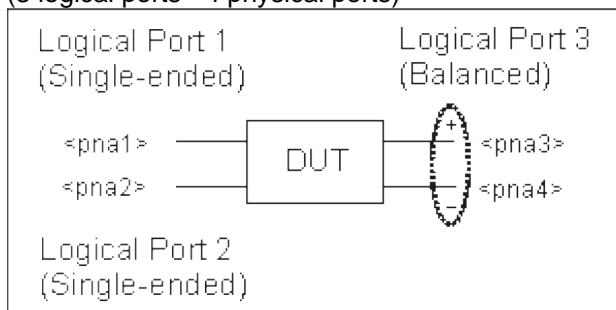 (3 logical ports – 4 physical ports)
Logical Port 1
(Single-ended)
Logical Port 3
(Balanced)
<pna1>
<pna2>
DUT
+
-
<pna3>
<pna4>
Logical Port 2
(Single-ended)